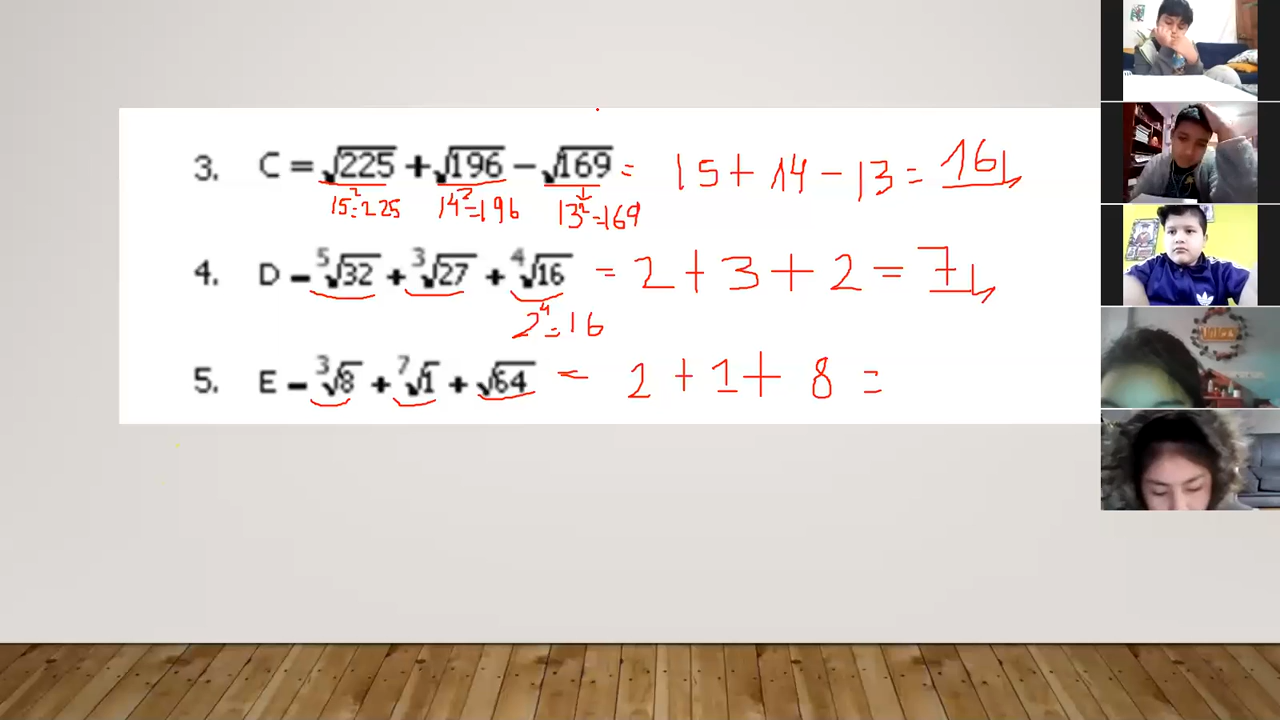 3. C = √225 + √196 − √169 = 15 + 14 − 13 = 16
15²=225 14²=196 13²=169
4. D = ⁵√32 + ³√27 + ⁴√16 = 2 + 3 + 2 = 7
2⁴=16
5. E = ³√8 + ⁷√1 + √64 = 2 + 1 + 8 =